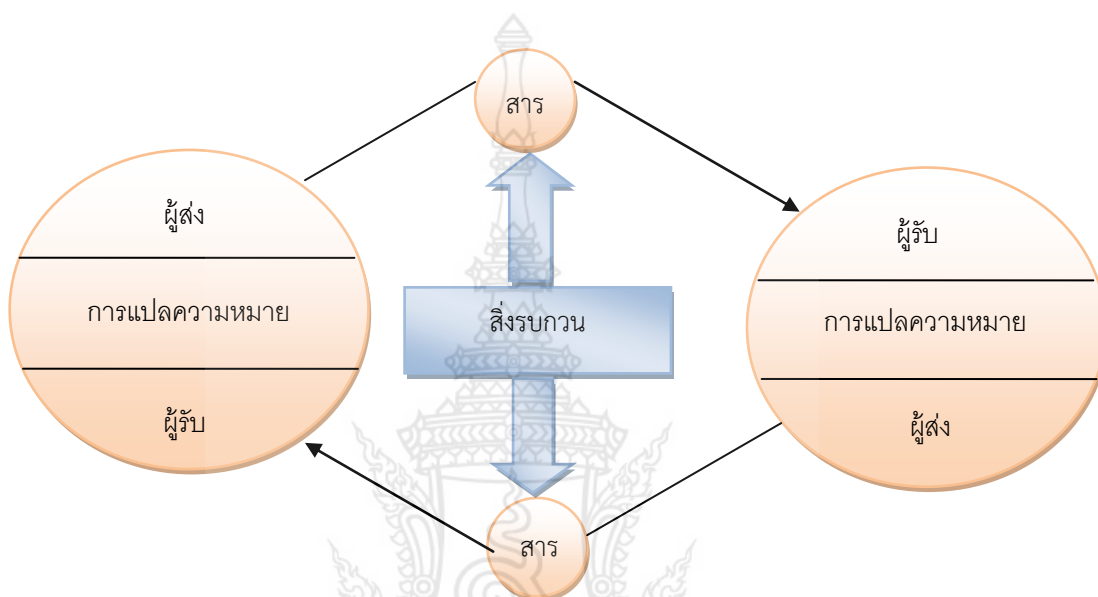 สาร
ผู้ส่ง
การแปลความหมาย
ผู้รับ
สิ่งรบกวน
ผู้รับ
การแปลความหมาย
ผู้ส่ง
สาร